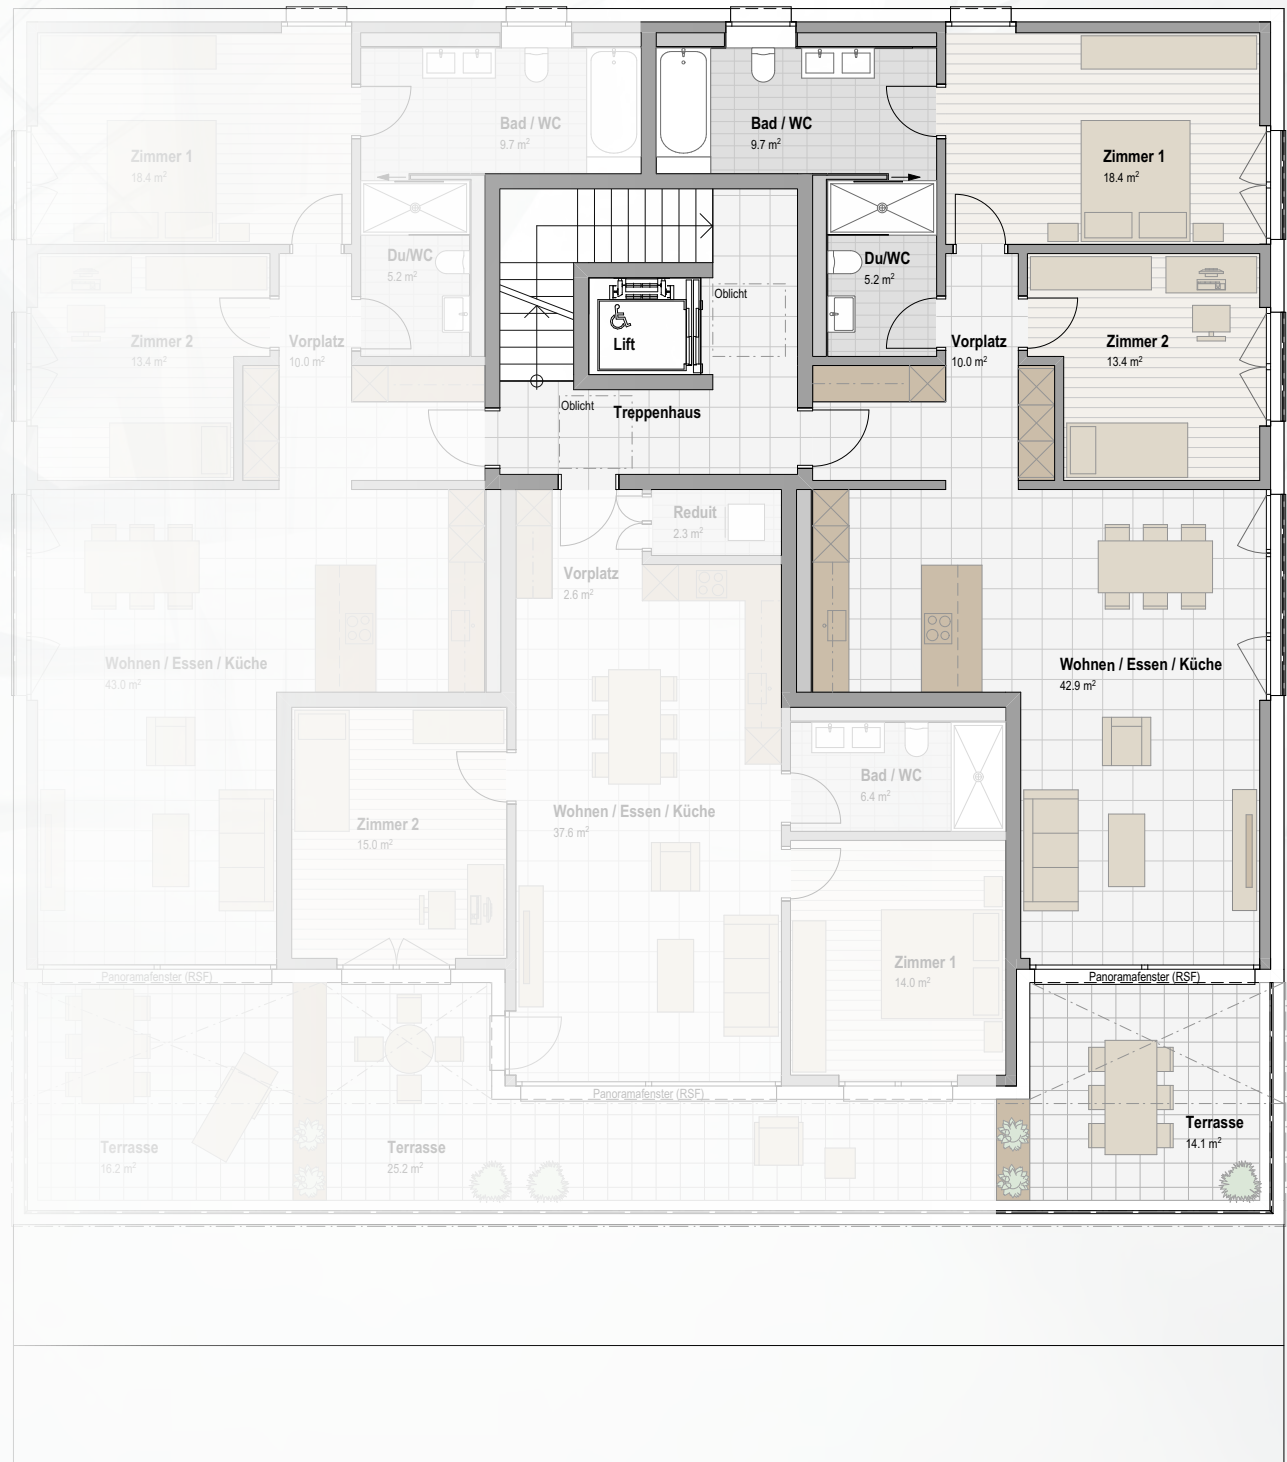 Bad / WC
9.7 m²
Bad / WC
9.7 m²
Zimmer 1
18.4 m²
Zimmer 1
18.4 m²
Du/WC
5.2 m²
Du/WC
5.2 m²
Oblicht
Zimmer 2
13.4 m²
Vorplatz
10.0 m²
Lift
Vorplatz
10.0 m²
Zimmer 2
13.4 m²
Oblicht
Treppenhaus
Reduit
2.3 m²
Vorplatz
2.6 m²
Wohnen / Essen / Küche
43.0 m²
Wohnen / Essen / Küche
42.9 m²
Bad / WC
6.4 m²
Zimmer 2
15.0 m²
Wohnen / Essen / Küche
37.6 m²
Zimmer 1
14.0 m²
Panoramafenster (RSF)
Panoramafenster (RSF)
Panoramafenster (RSF)
Terrasse
16.2 m²
Terrasse
25.2 m²
Terrasse
14.1 m²